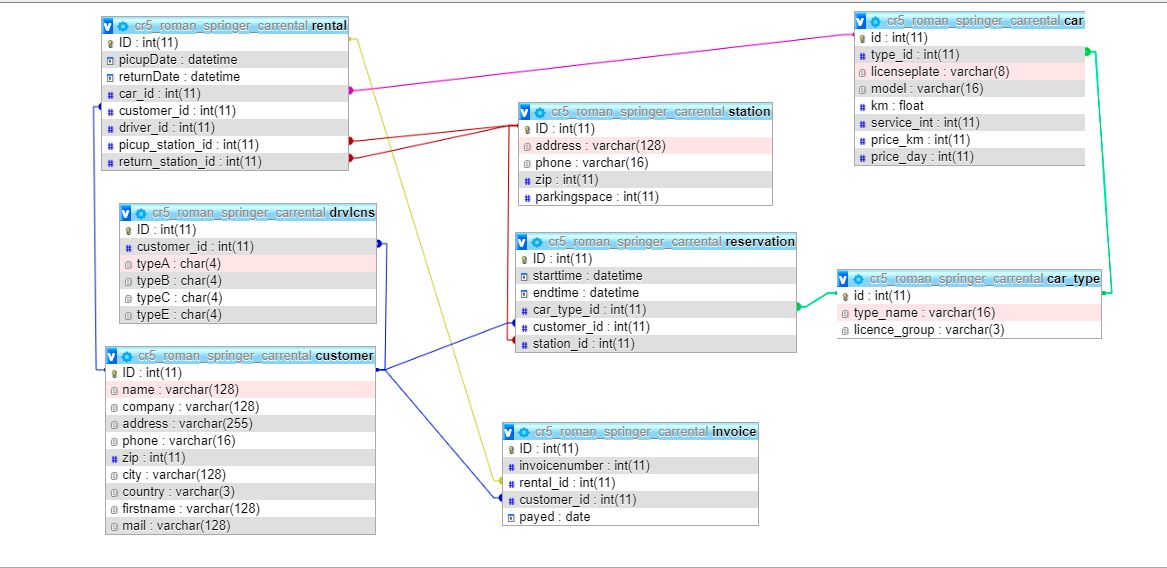 cr5_roman_springer_carrental rental
ID : int(11)
picupDate : datetime
returnDate : datetime
car_id : int(11)
customer_id : int(11)
driver_id : int(11)
picup_station_id : int(11)
return_station_id : int(11)
cr5_roman_springer_carrental car
id : int(11)
type_id : int(11)
licenseplate : varchar(8)
model : varchar(16)
km : float
service_int : int(11)
price_km : int(11)
price_day : int(11)
cr5_roman_springer_carrental station
ID : int(11)
address : varchar(128)
phone : varchar(16)
zip : int(11)
parkingspace : int(11)
cr5_roman_springer_carrental drvlcns
ID : int(11)
customer_id : int(11)
typeA : char(4)
typeB : char(4)
typeC : char(4)
typeE : char(4)
cr5_roman_springer_carrental reservation
ID : int(11)
starttime : datetime
endtime : datetime
car_type_id : int(11)
customer_id : int(11)
station_id : int(11)
cr5_roman_springer_carrental car_type
id : int(11)
type_name : varchar(16)
licence_group : varchar(3)
cr5_roman_springer_carrental customer
ID : int(11)
name : varchar(128)
company : varchar(128)
address : varchar(255)
phone : varchar(16)
zip : int(11)
city : varchar(128)
country : varchar(3)
firstname : varchar(128)
mail : varchar(128)
cr5_roman_springer_carrental invoice
ID : int(11)
invoicenumber : int(11)
rental_id : int(11)
customer_id : int(11)
payed : date